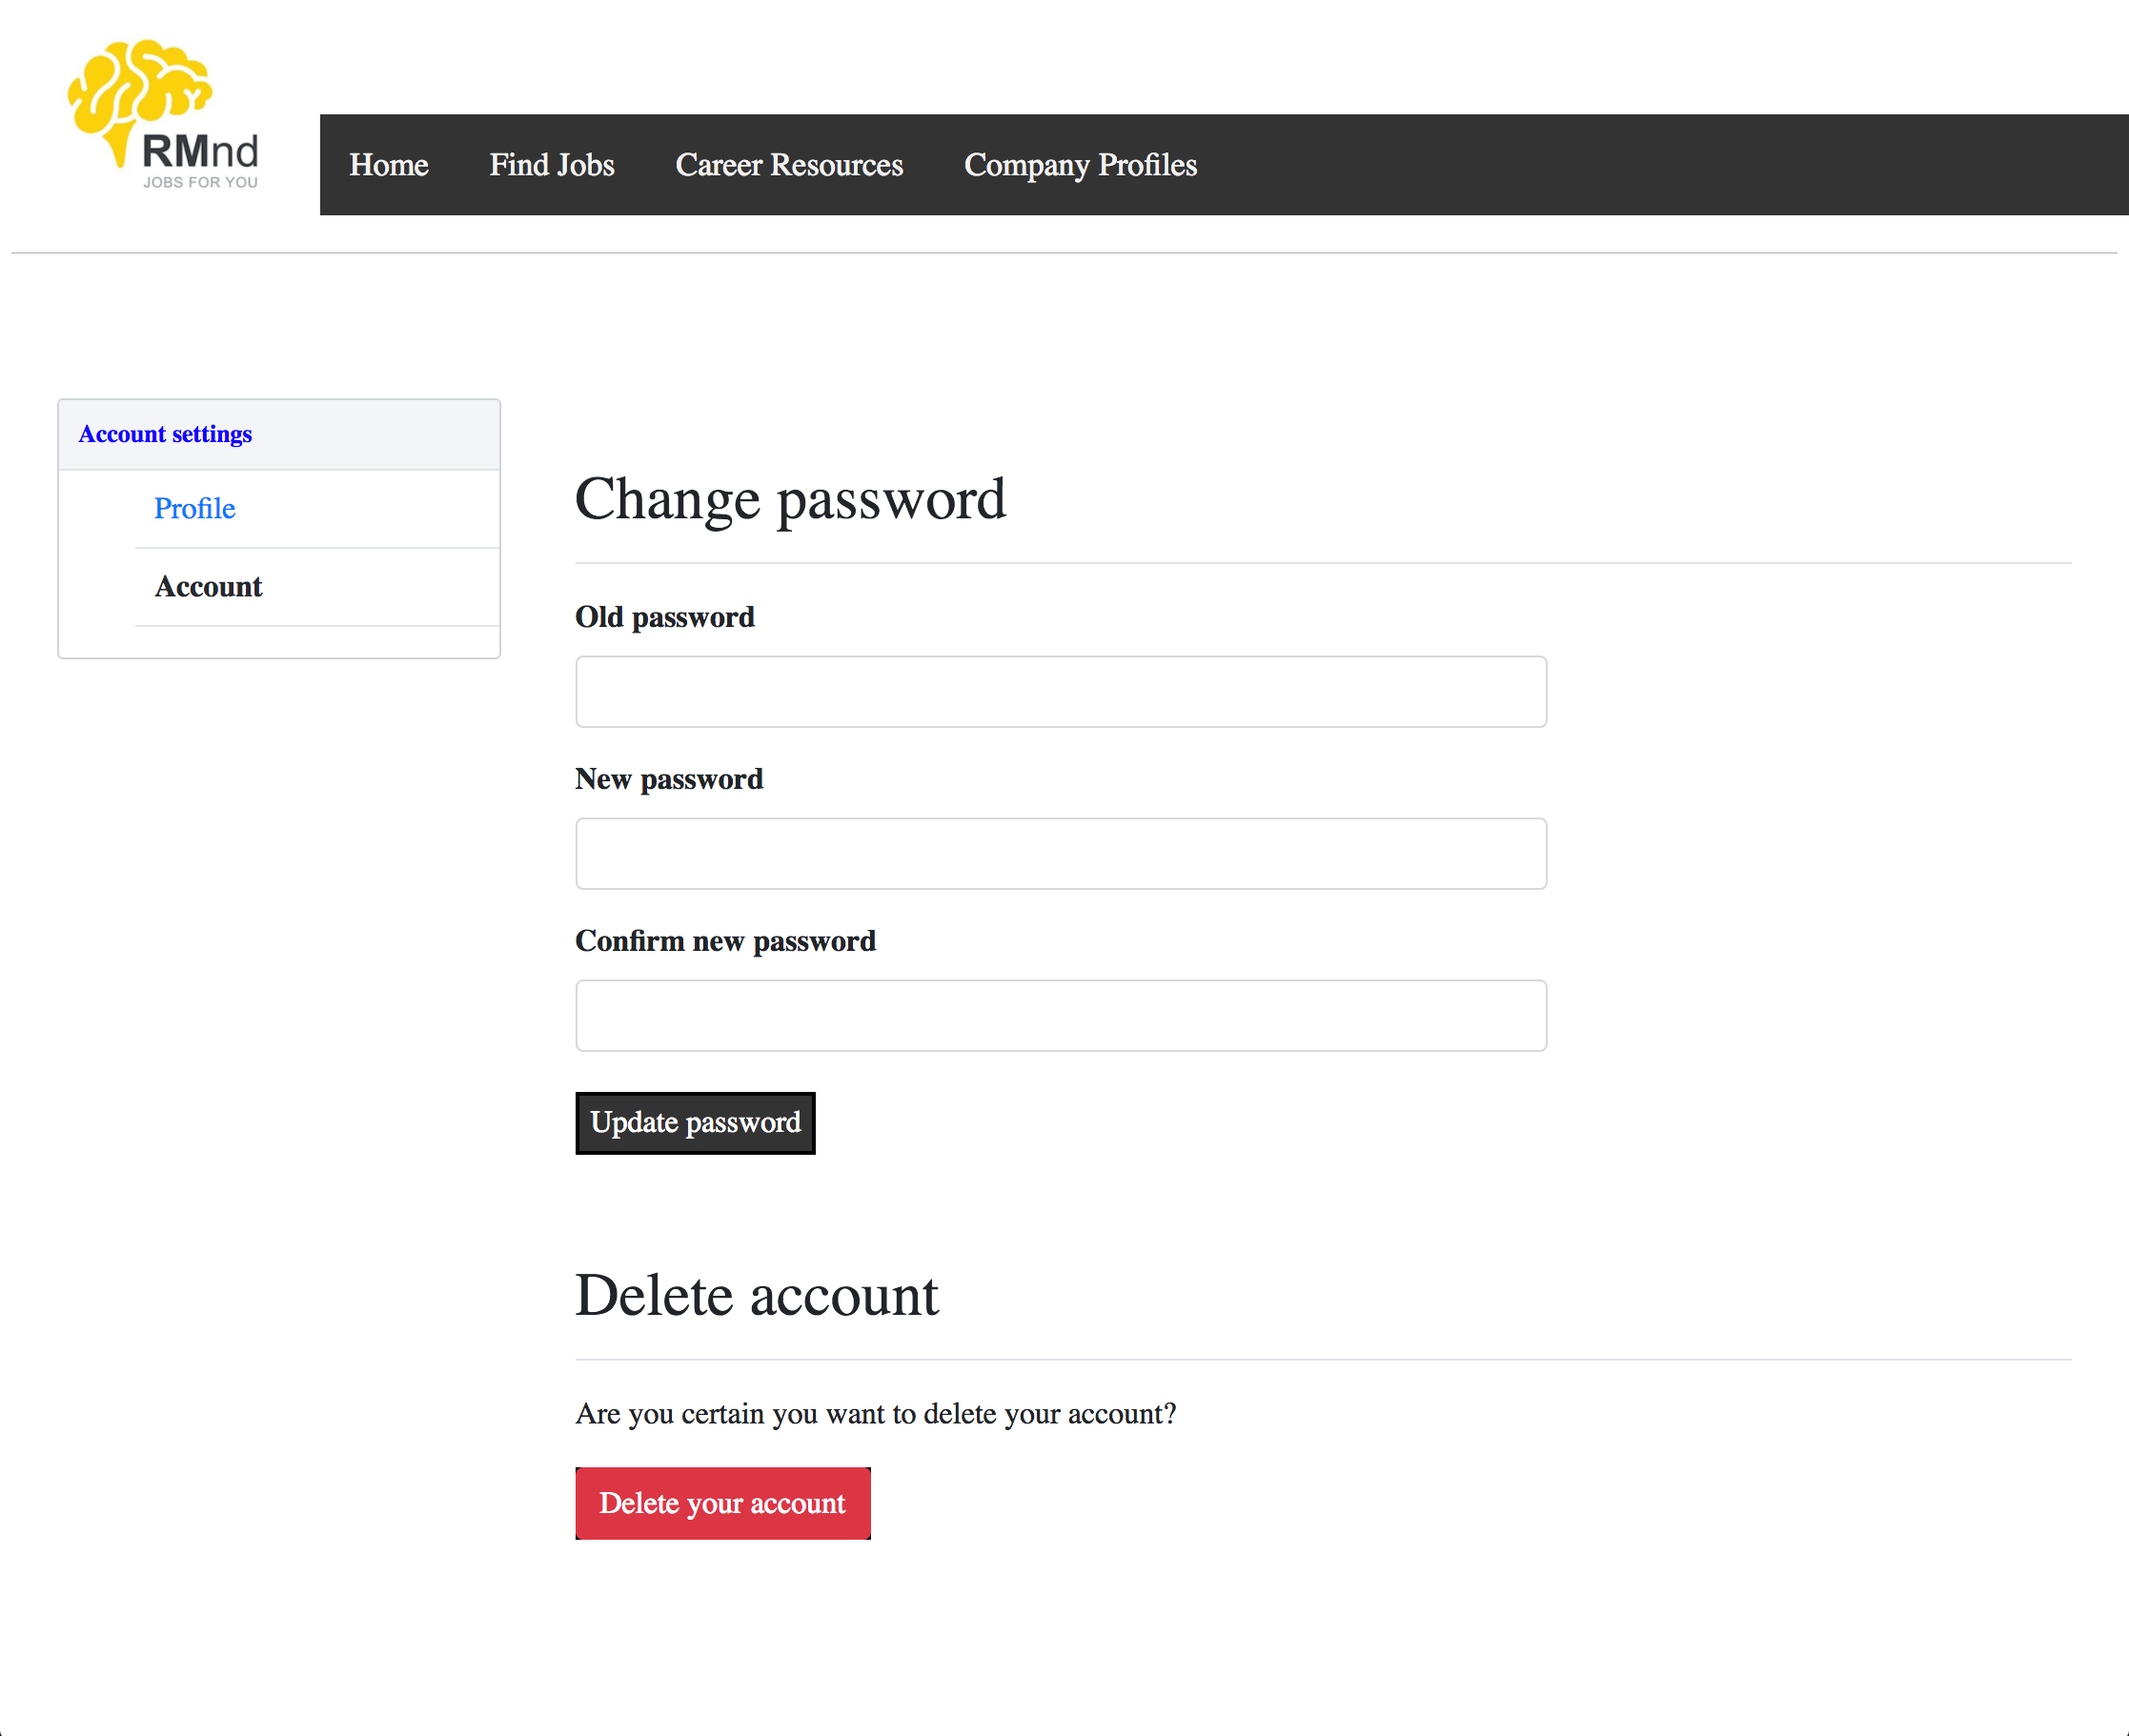 RMnd
JOBS FOR YOU
Home Find Jobs Career Resources Company Profiles
Account settings
Profile
Account
Change password
Old password
New password
Confirm new password
Update password
Delete account
Are you certain you want to delete your account?
Delete your account